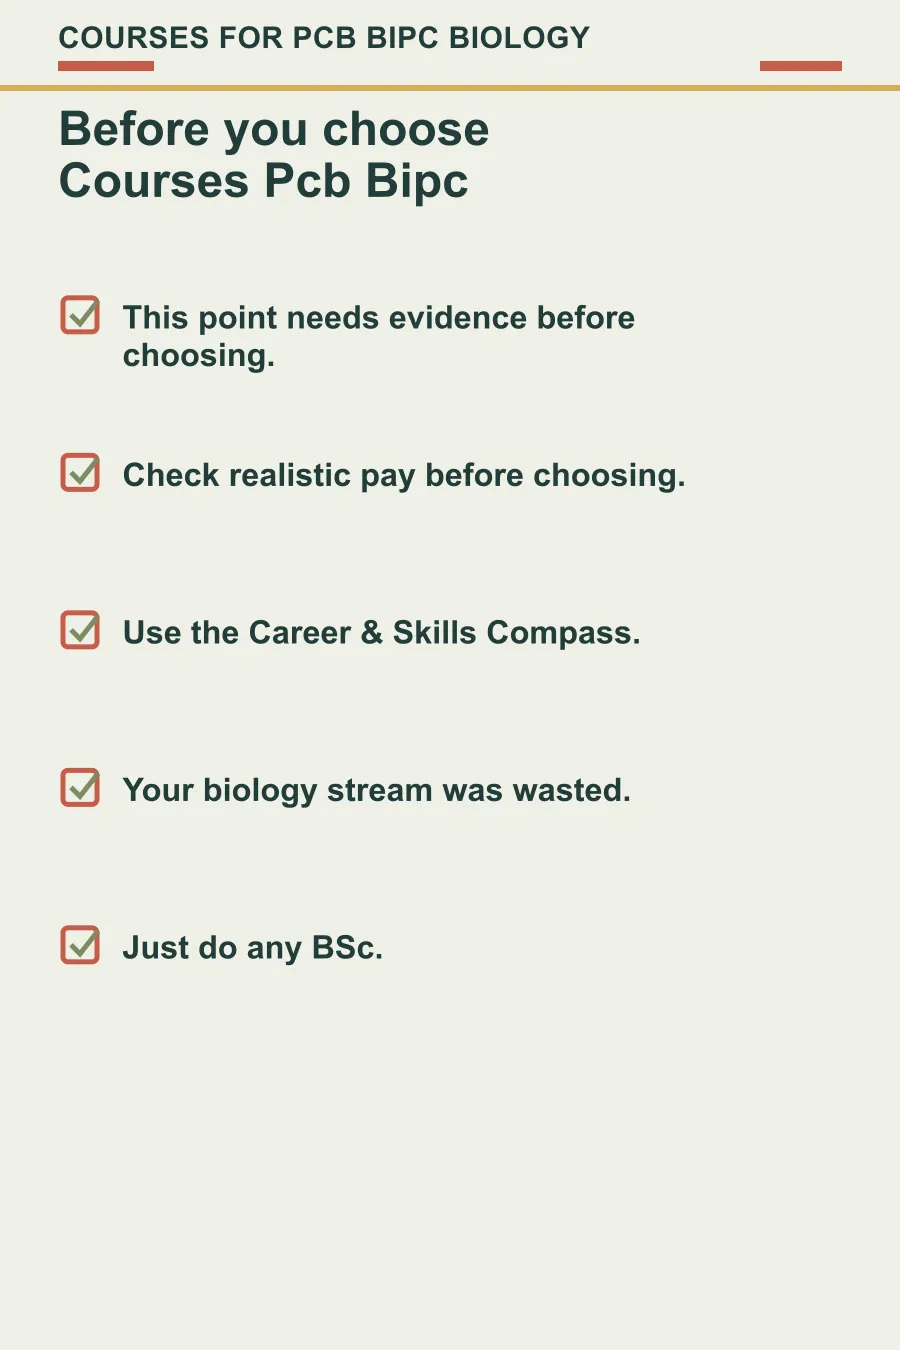 COURSES FOR PCB BIPC BIOLOGY
Before you choose
Courses Pcb Bipc
This point needs evidence before
choosing.
Check realistic pay before choosing.
Use the Career & Skills Compass.
Your biology stream was wasted.
Just do any BSc.